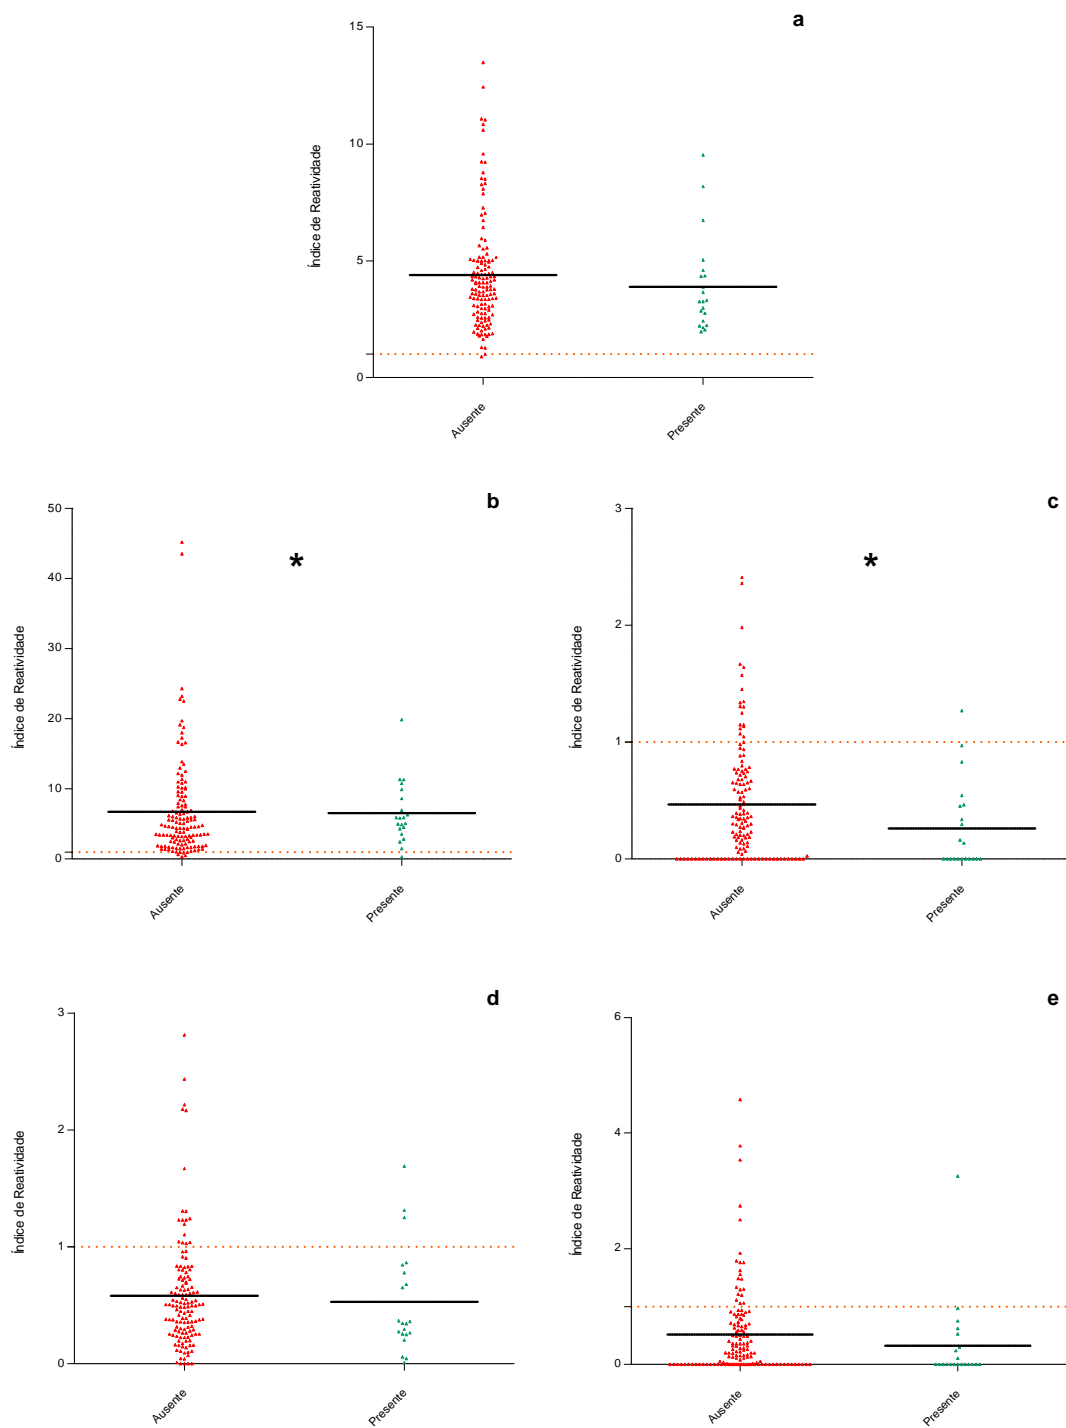 a
15
10
5
0
Índice de Reatividade
Ausente
Presente
b
50
40
30
20
10
0
*
Índice de Reatividade
Ausente
Presente
c
3
2
1
0
*
Índice de Reatividade
Ausente
Presente
d
3
2
1
0
Índice de Reatividade
Ausente
Presente
e
6
4
2
0
Índice de Reatividade
Ausente
Presente